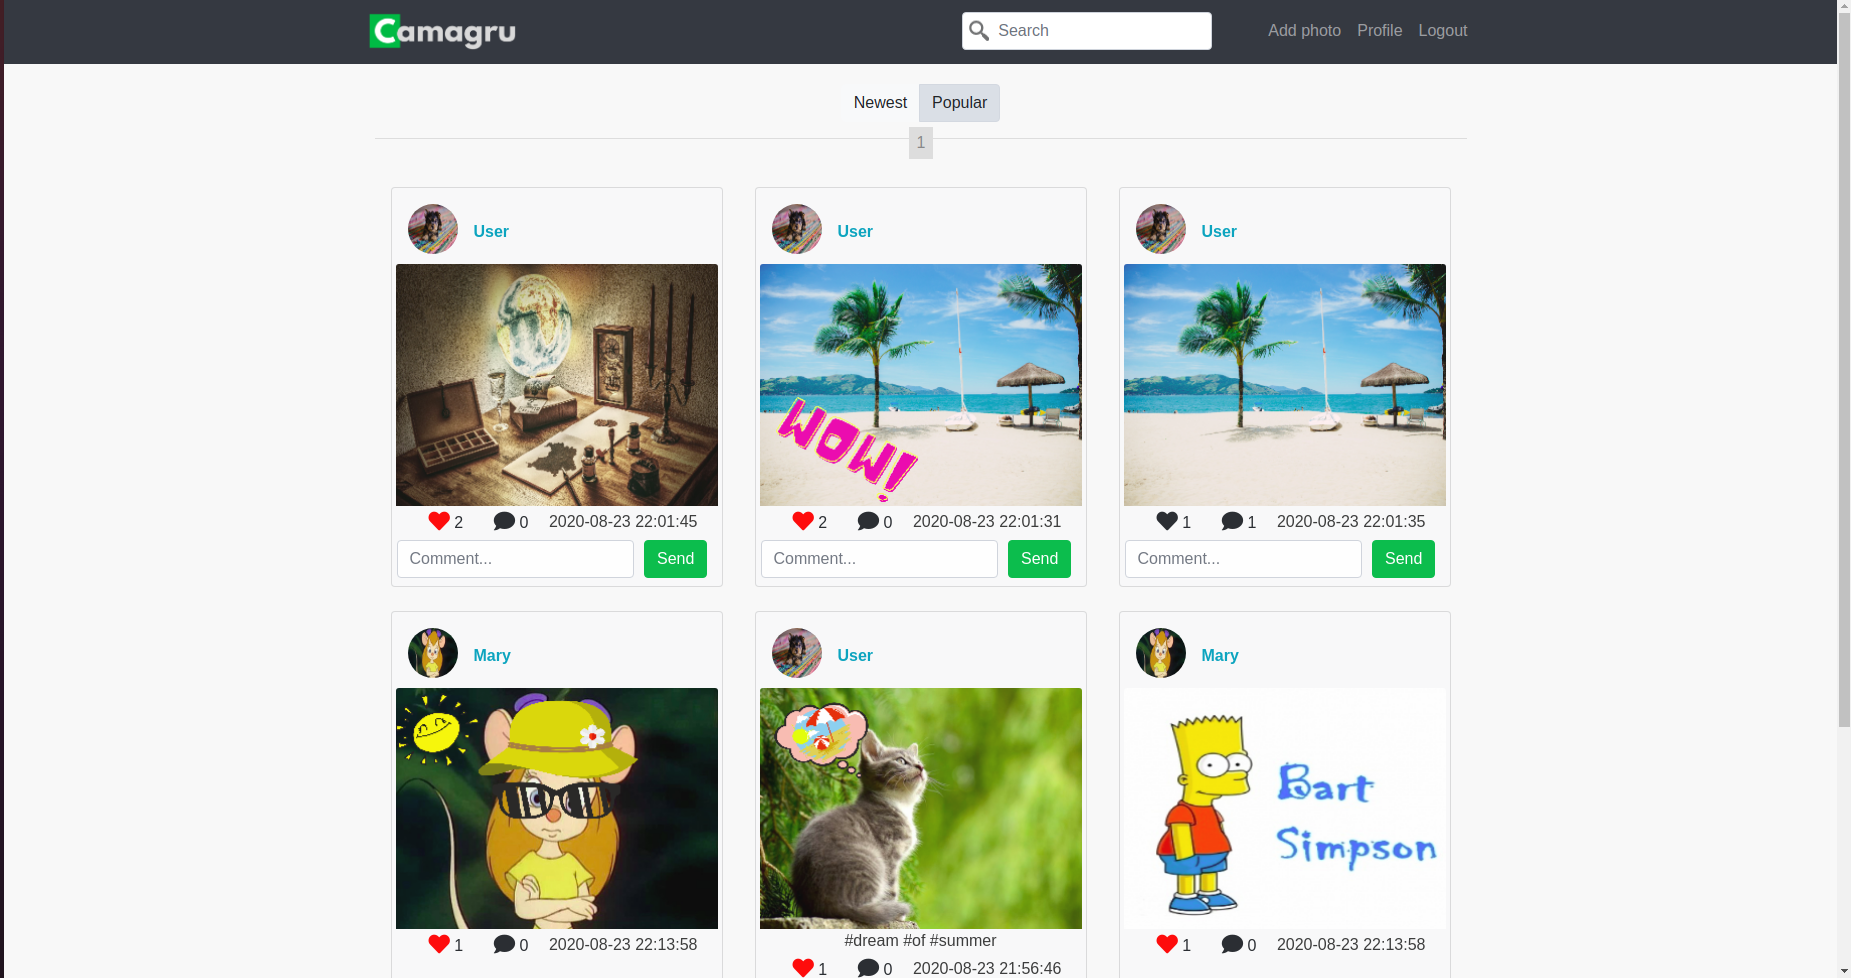 Camagru
Search
Add photo Profile Logout
Newest Popular
1
User
User
User
WOW!
2 0 2020-08-23 22:01:45
2 0 2020-08-23 22:01:31
1 1 2020-08-23 22:01:35
Comment... Send
Comment... Send
Comment... Send
Mary
User
Mary
Bart
Simpson
#dream #of #summer
1 0 2020-08-23 22:13:58
1 0 2020-08-23 21:56:46
1 0 2020-08-23 22:13:58